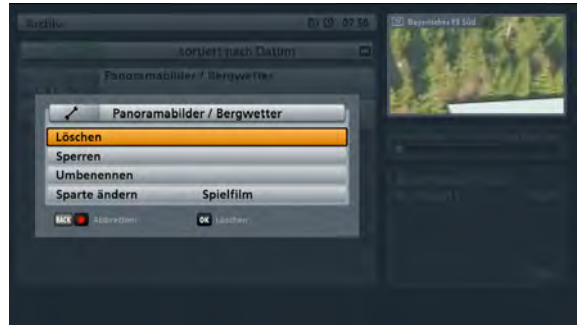 Archiv
sortiert nach Datum
Bayerisches FS Süd
Panoramabilder / Bergwetter
Panoramabilder / Bergwetter
Löschen
Sperren
Umbenennen
Sparte ändern Spielfilm
BACK Abbrechen OK Löschen